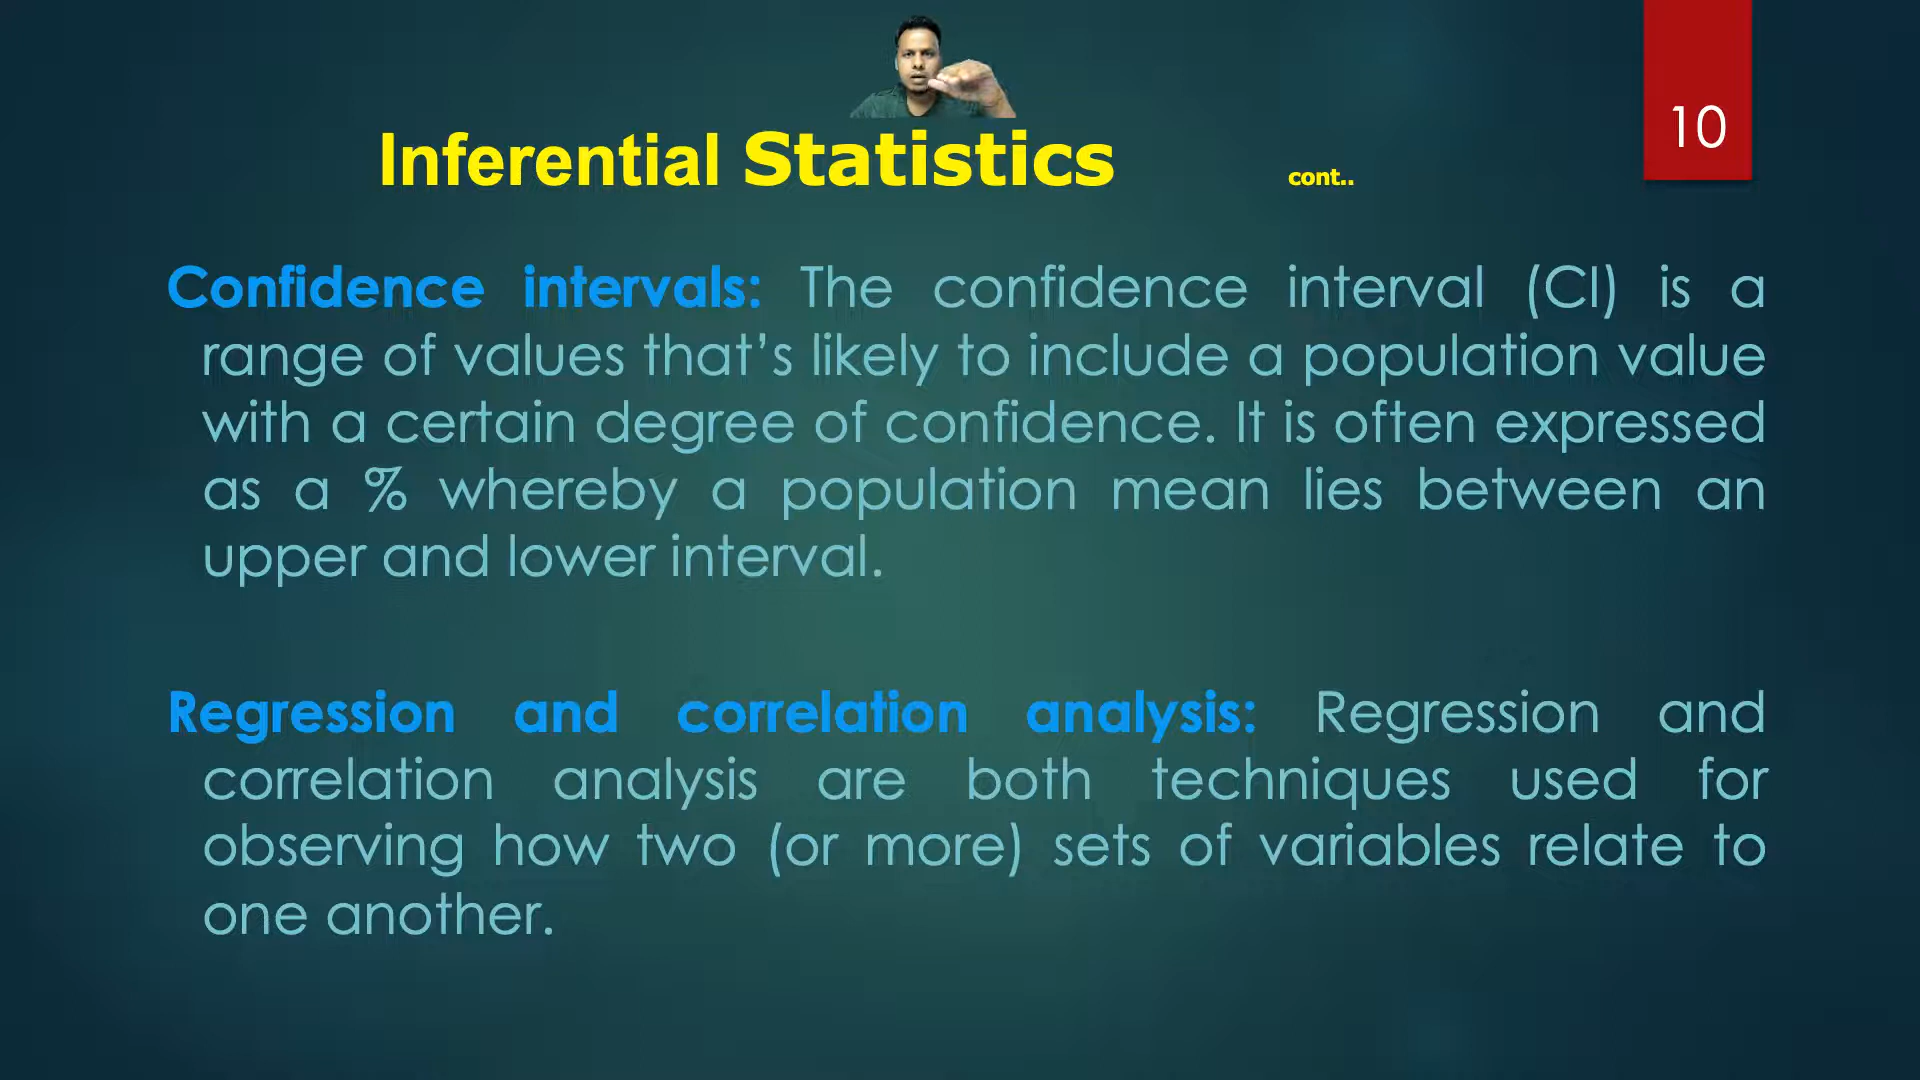 10
Inferential Statistics cont..
Confidence intervals: The confidence interval (CI) is a
range of values that’s likely to include a population value
with a certain degree of confidence. It is often expressed
as a % whereby a population mean lies between an
upper and lower interval.
Regression and correlation analysis: Regression and
correlation analysis are both techniques used for
observing how two (or more) sets of variables relate to
one another.